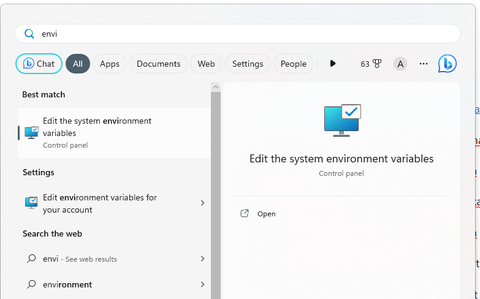 envi
Chat All Apps Documents Web Settings People 63 A ...
Best match
Edit the system environment
variables
Control panel
Settings
Edit environment variables for
your account
Search the web
envi - See web results
environment
Edit the system environment variables
Control panel
Open